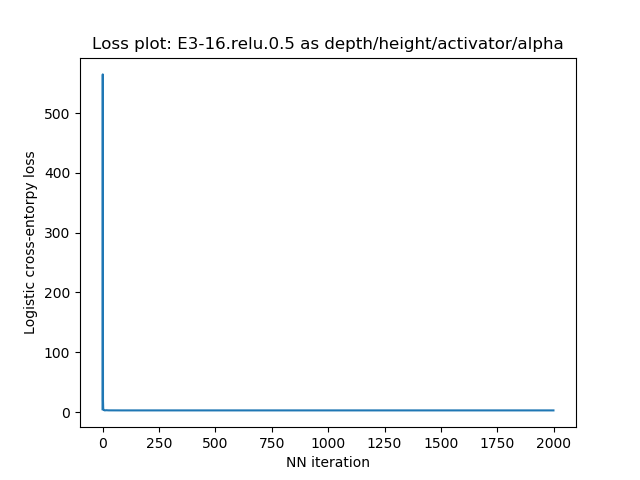 Loss plot: E3-16.relu.0.5 as depth/height/activator/alpha
500
400
300
200
100
0
Logistic cross-entorpy loss
0 250 500 750 1000 1250 1500 1750 2000
NN iteration